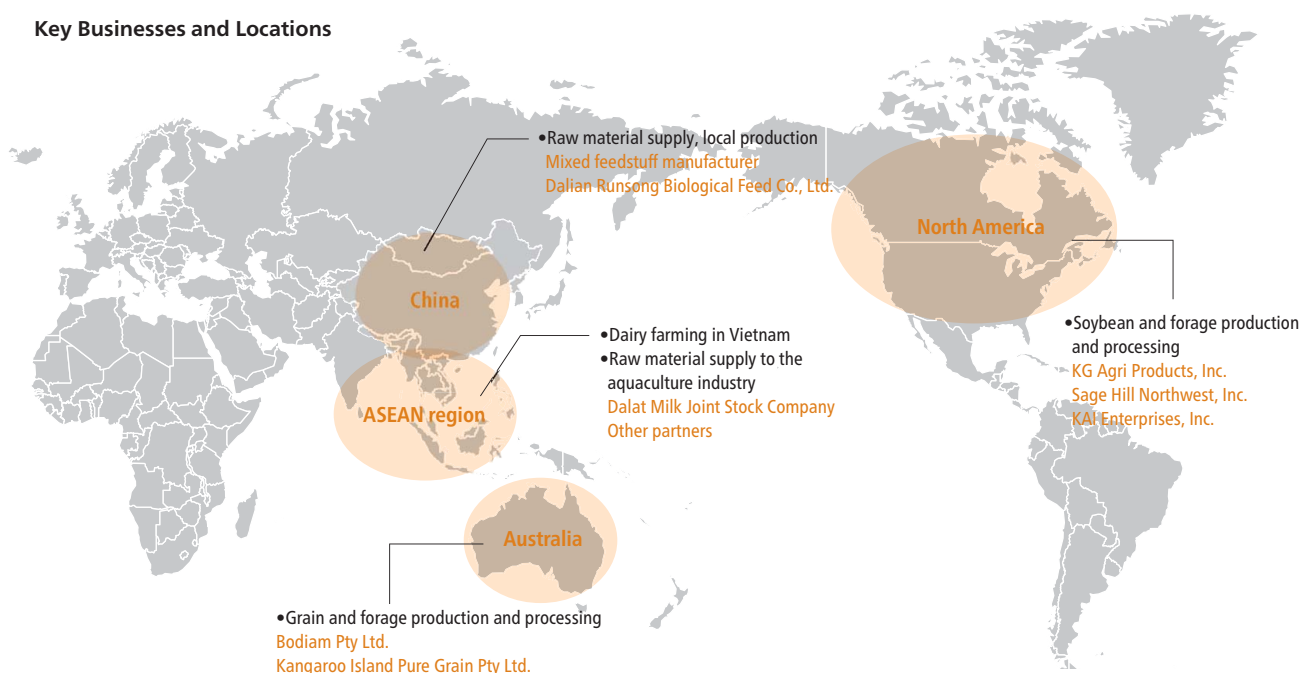 Key Businesses and Locations
•Raw material supply, local production
Mixed feedstuff manufacturer
Dalian Runsong Biological Feed Co., Ltd.
North America
China
•Soybean and forage production
and processing
KG Agri Products, Inc.
Sage Hill Northwest, Inc.
KAI Enterprises, Inc.
•Dairy farming in Vietnam
•Raw material supply to the
aquaculture industry
Dalat Milk Joint Stock Company
Other partners
ASEAN region
Australia
•Grain and forage production and processing
Bodiam Pty Ltd.
Kangaroo Island Pure Grain Pty Ltd.